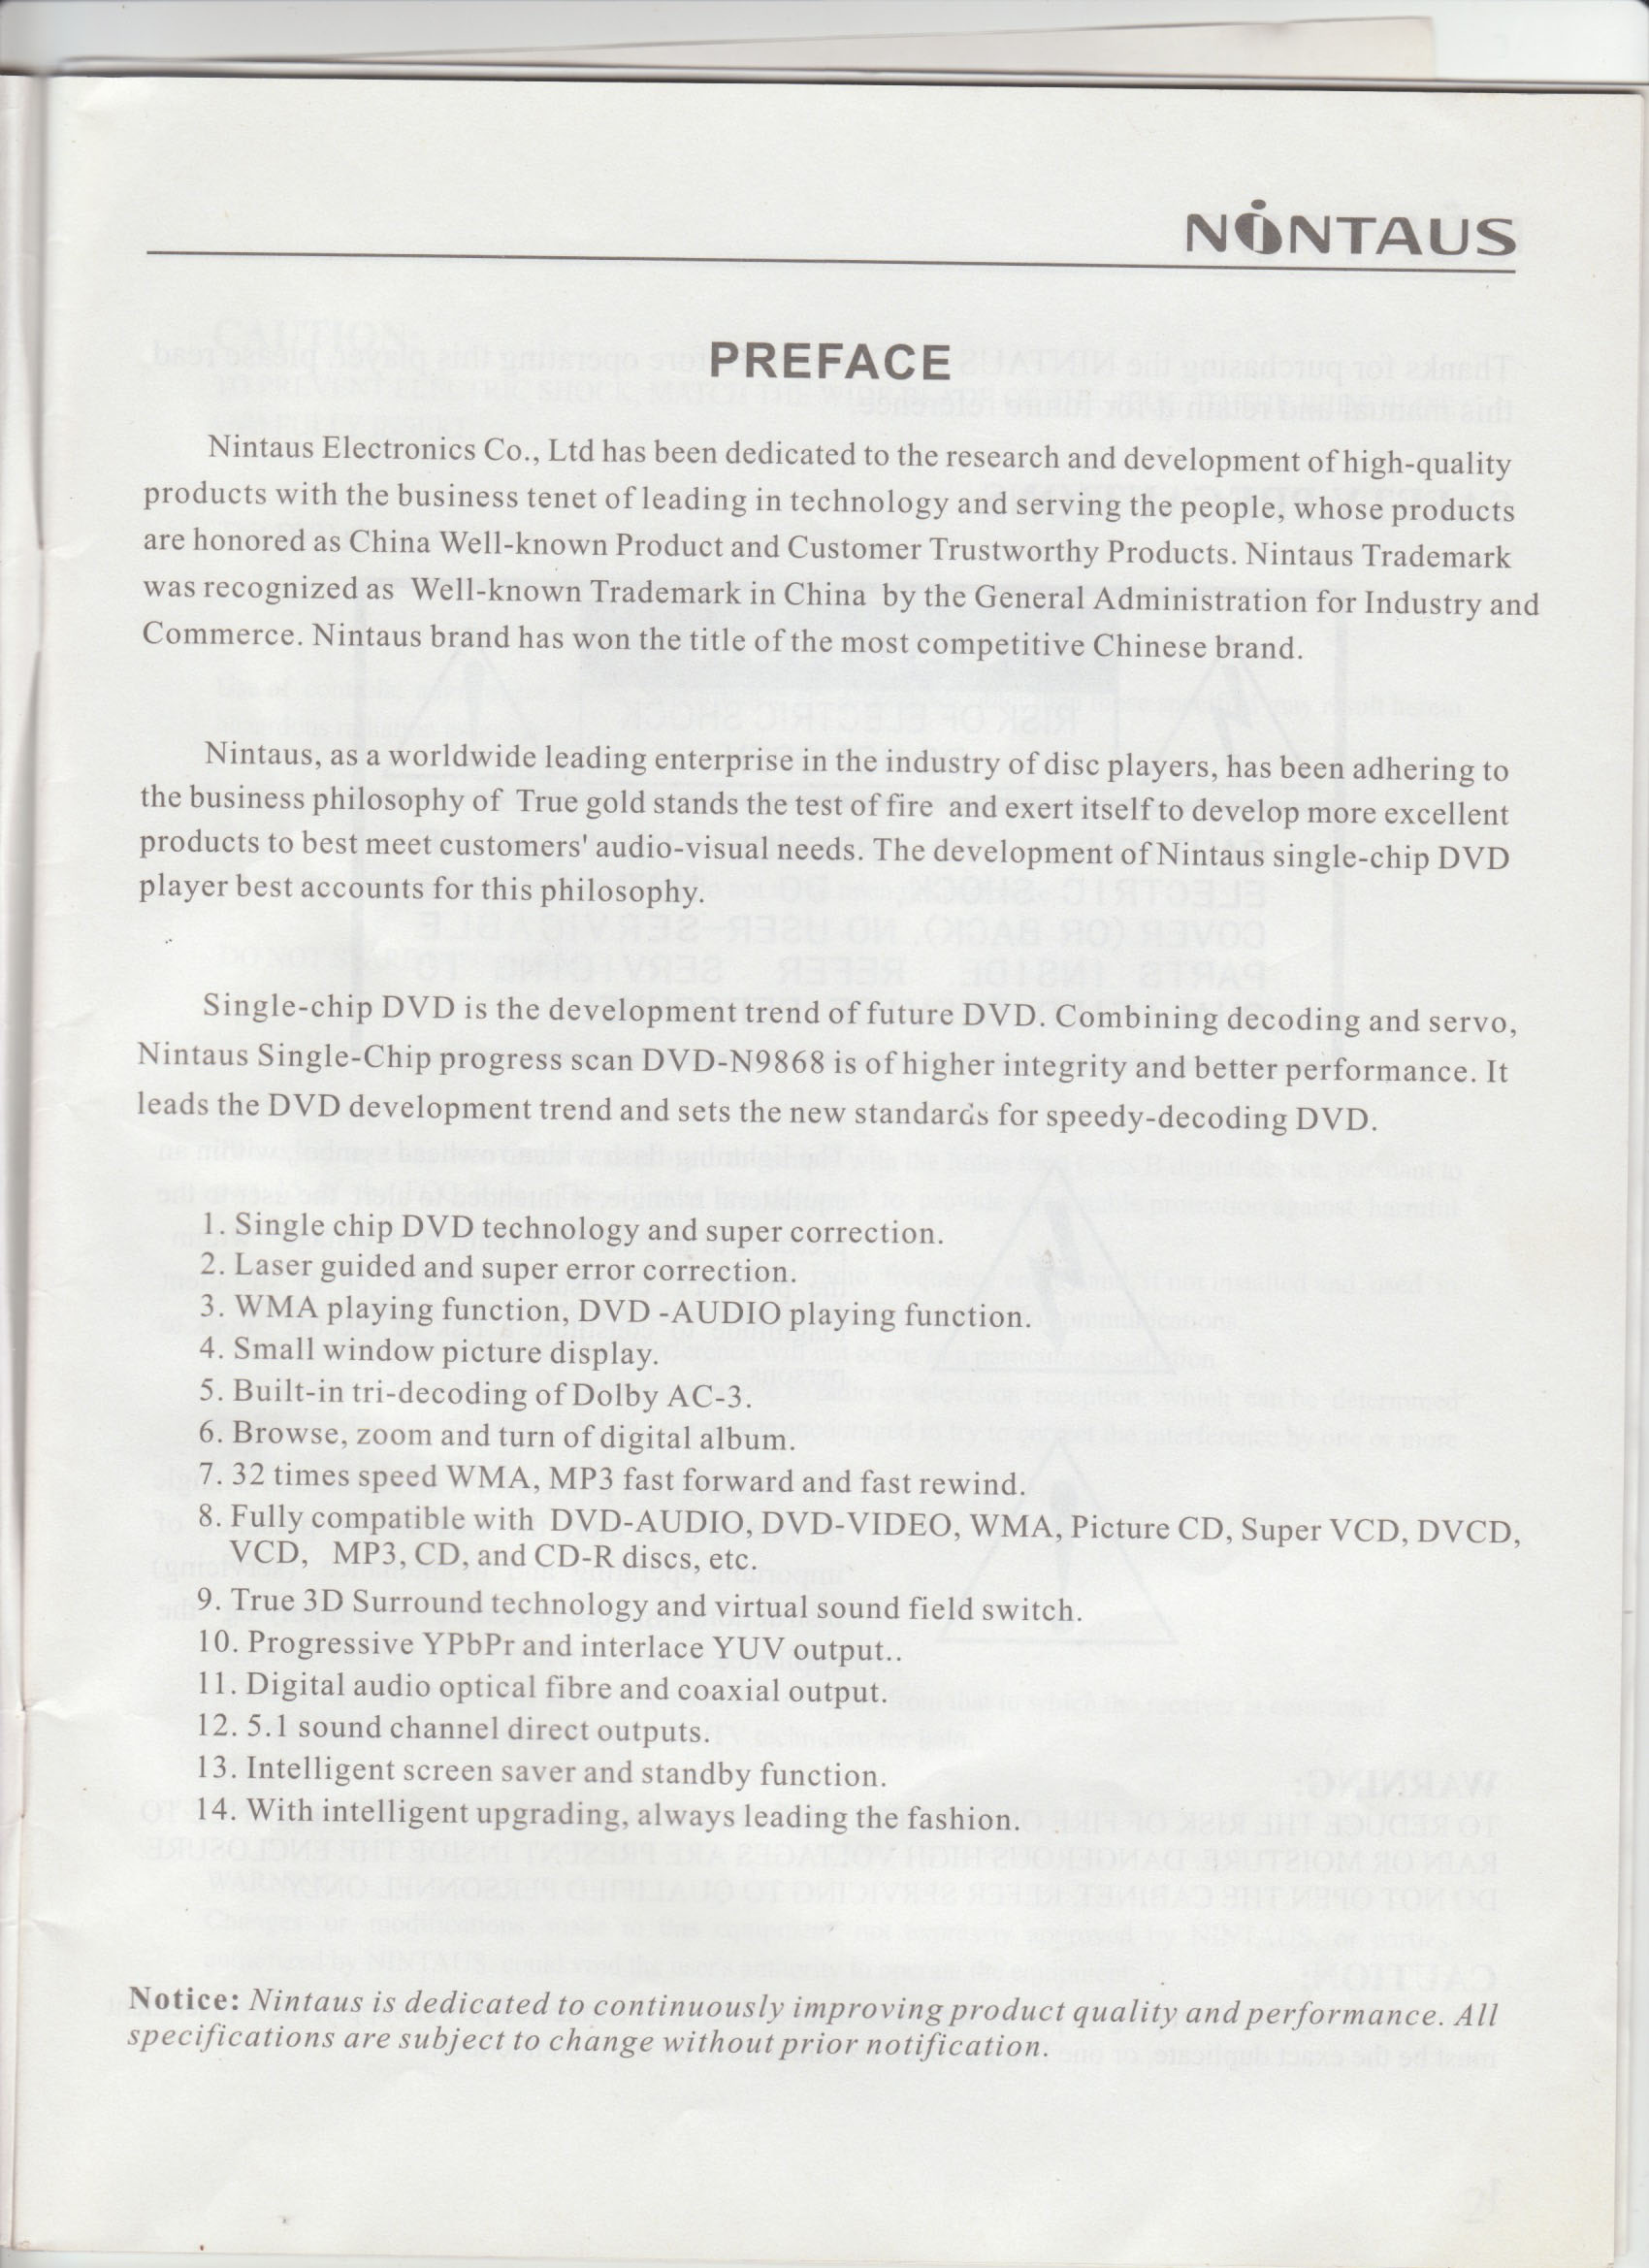 NINTAUS
PREFACE
Nintaus Electronics Co., Ltd has been dedicated to the research and development of high-quality
products with the business tenet of leading in technology and serving the people, whose products
are honored as China Well-known Product and Customer Trustworthy Products. Nintaus Trademark
was recognized as Well-known Trademark in China by the General Administration for Industry and
Commerce. Nintaus brand has won the title of the most competitive Chinese brand.
Nintaus, as a worldwide leading enterprise in the industry of disc players, has been adhering to
the business philosophy of True gold stands the test of fire and exert itself to develop more excellent
products to best meet customers' audio-visual needs. The development of Nintaus single-chip DVD
player best accounts for this philosophy.
Single-chip DVD is the development trend of future DVD. Combining decoding and servo,
Nintaus Single-Chip progress scan DVD-N9868 is of higher integrity and better performance. It
leads the DVD development trend and sets the new standards for speedy-decoding DVD.
1. Single chip DVD technology and super correction.
2. Laser guided and super error correction.
3. WMA playing function, DVD -AUDIO playing function.
4. Small window picture display.
5. Built-in tri-decoding of Dolby AC-3.
6. Browse, zoom and turn of digital album.
7. 32 times speed WMA, MP3 fast forward and fast rewind.
8. Fully compatible with DVD-AUDIO, DVD-VIDEO, WMA, Picture CD, Super VCD, DVCD,
VCD, MP3, CD, and CD-R discs, etc.
9. True 3D Surround technology and virtual sound field switch.
10. Progressive YPbPr and interlace YUV output..
11. Digital audio optical fibre and coaxial output.
12. 5.1 sound channel direct outputs.
13. Intelligent screen saver and standby function.
14. With intelligent upgrading, always leading the fashion.
Notice: Nintaus is dedicated to continuously improving product quality and performance. All
specifications are subject to change without prior notification.